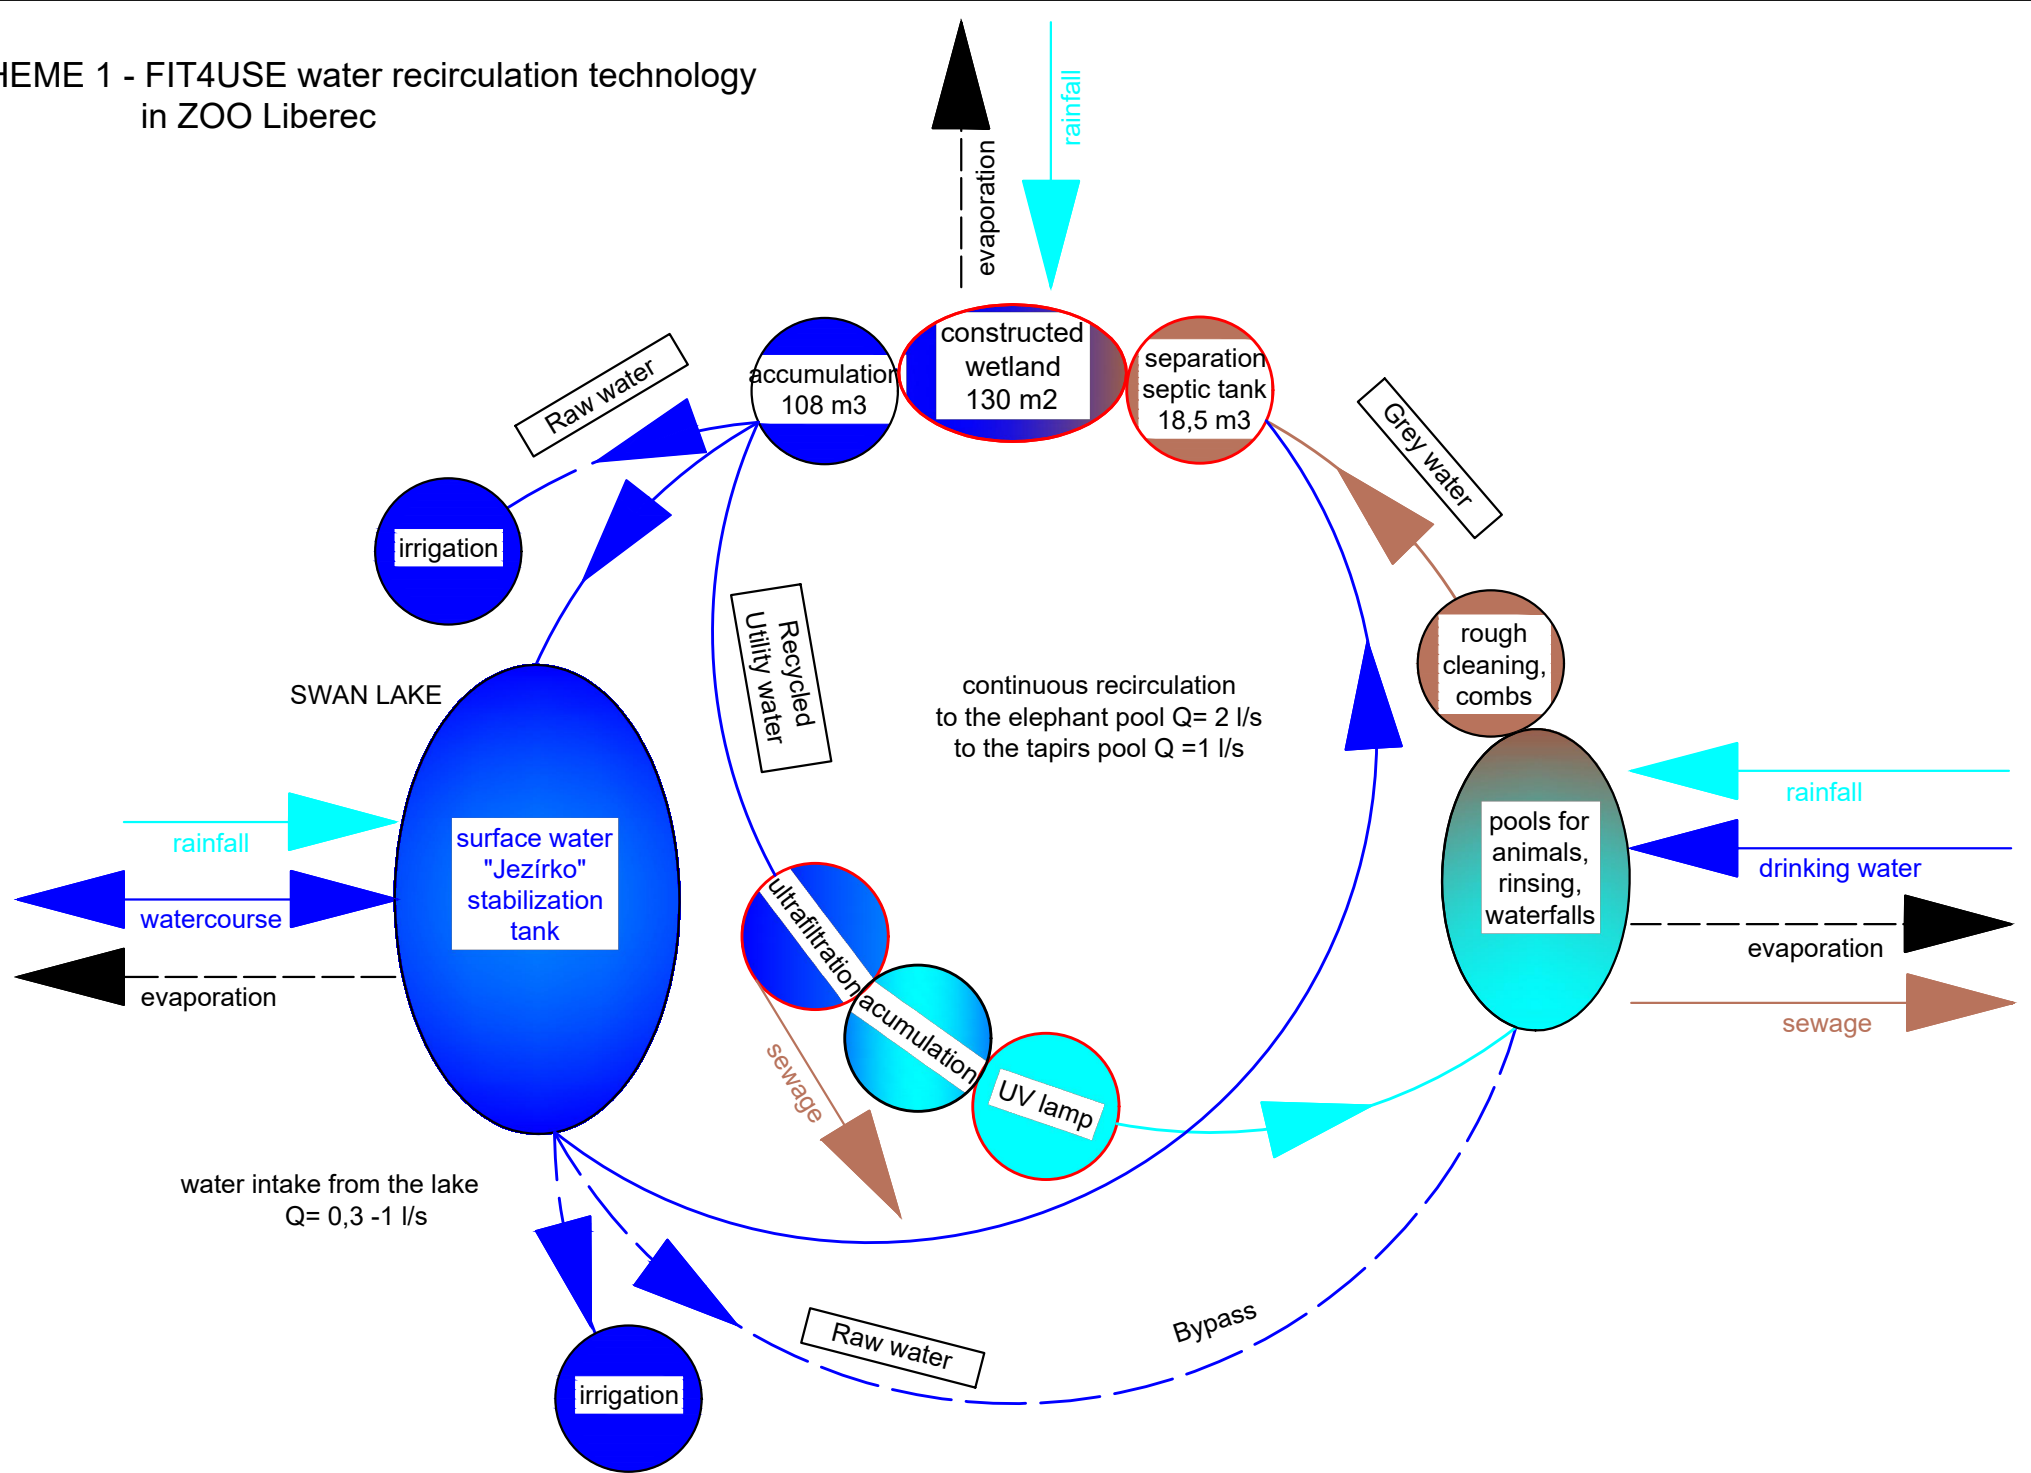 HEME 1 - FIT4USE water recirculation technology
in ZOO Liberec
evaporation
rainfall
constructed
wetland
130 m2
accumulation
108 m3
separation
septic tank
18,5 m3
Raw water
Grey water
irrigation
Recycled
Utility water
rough
cleaning,
combs
SWAN LAKE
continuous recirculation
to the elephant pool Q= 2 l/s
to the tapirs pool Q =1 l/s
rainfall
watercourse
evaporation
surface water
"Jezírko"
stabilization
tank
pools for
animals,
rinsing,
waterfalls
rainfall
drinking water
evaporation
sewage
ultrafiltration
acumulation
UV lamp
sewage
water intake from the lake
Q= 0,3 -1 l/s
Raw water
Bypass
irrigation